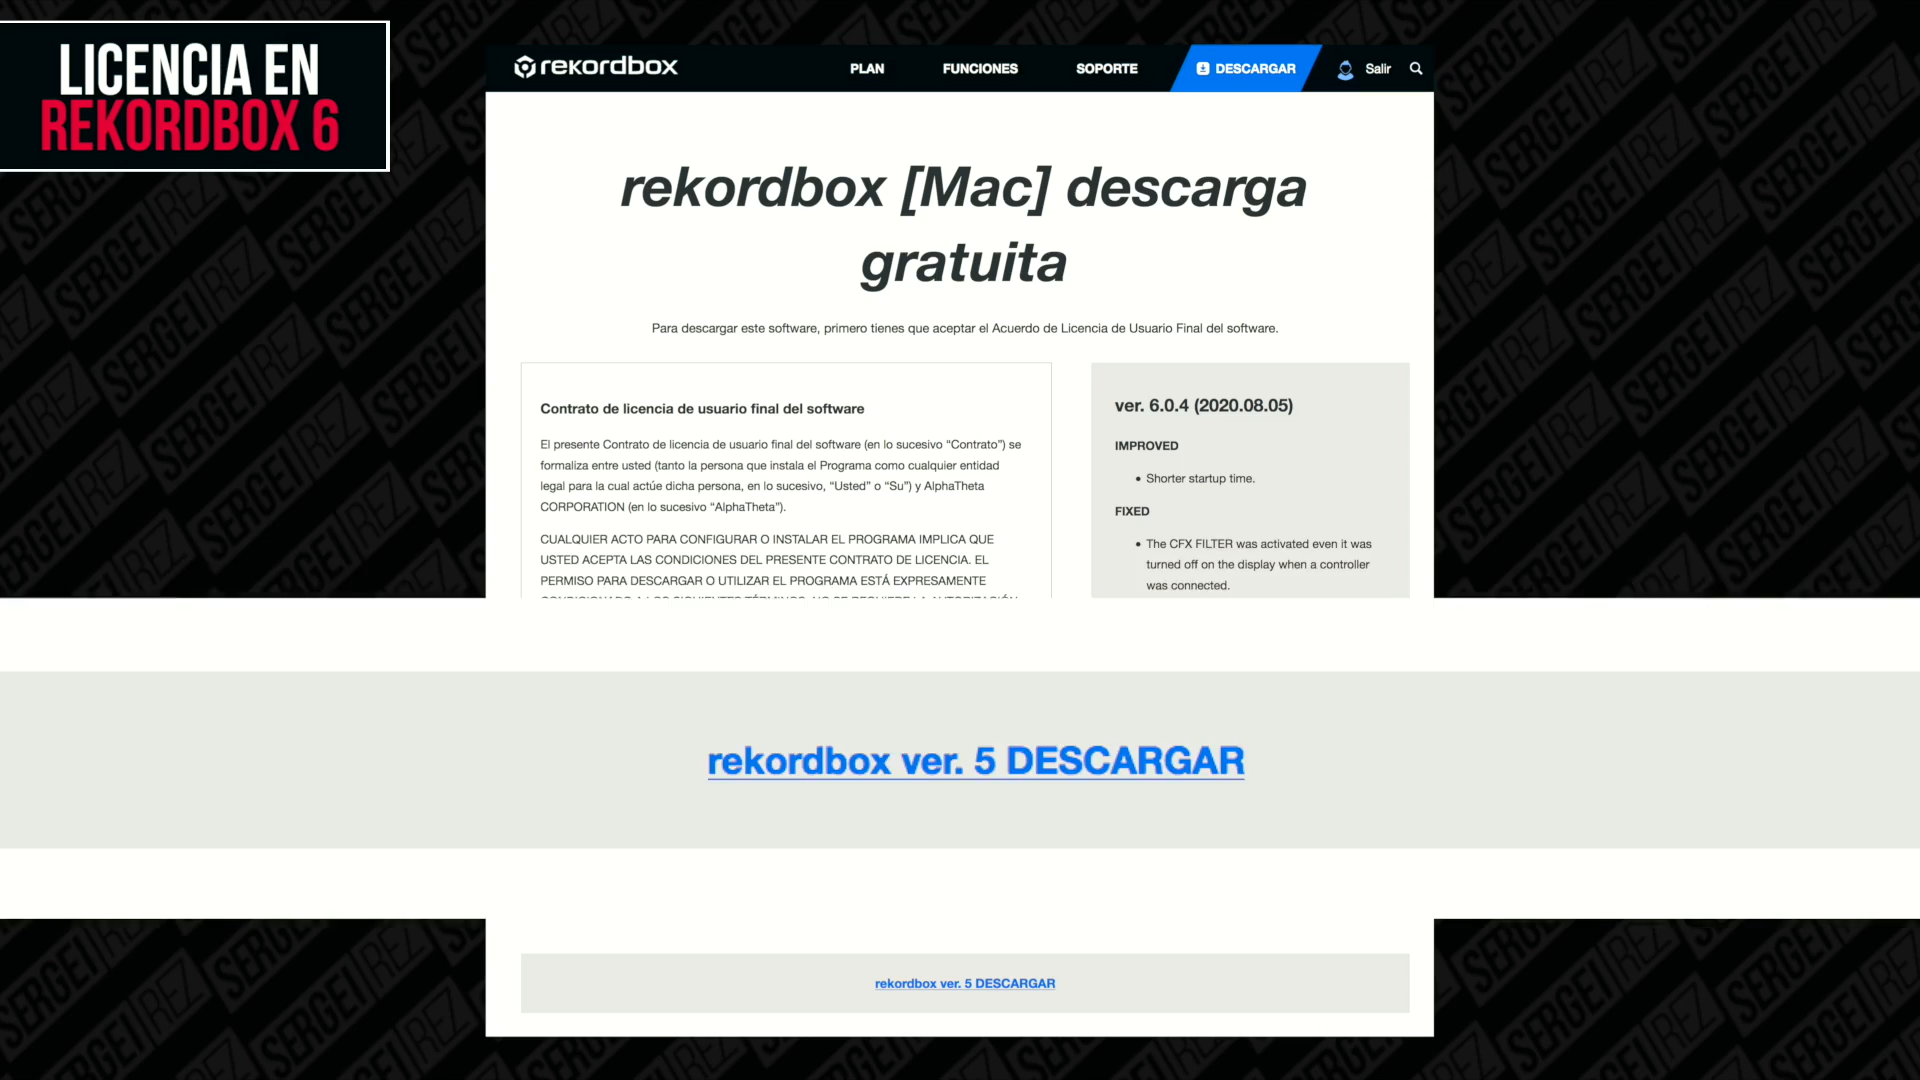 LICENCIA EN
REKORDBOX 6
rekordbox
PLAN
FUNCIONES
SOPORTE
DESCARGAR
Salir
rekordbox [Mac] descarga
gratuita
Para descargar este software, primero tienes que aceptar el Acuerdo de Licencia de Usuario Final del software.
Contrato de licencia de usuario final del software
El presente Contrato de licencia de usuario final del software (en lo sucesivo “Contrato”) se
formaliza entre usted (tanto la persona que instala el Programa como cualquier entidad
legal para la cual actúe dicha persona, en lo sucesivo, “Usted” o “Su”) y AlphaTheta
CORPORATION (en lo sucesivo “AlphaTheta”).
CUALQUIER ACTO PARA CONFIGURAR O INSTALAR EL PROGRAMA IMPLICA QUE
USTED ACEPTA LAS CONDICIONES DEL PRESENTE CONTRATO DE LICENCIA. EL
PERMISO PARA DESCARGAR O UTILIZAR EL PROGRAMA ESTÁ EXPRESAMENTE
ver. 6.0.4 (2020.08.05)
IMPROVED
• Shorter startup time.
FIXED
• The CFX FILTER was activated even it was
turned off on the display when a controller
was connected.
rekordbox ver. 5 DESCARGAR
rekordbox ver. 5 DESCARGAR
SERGEI REZ